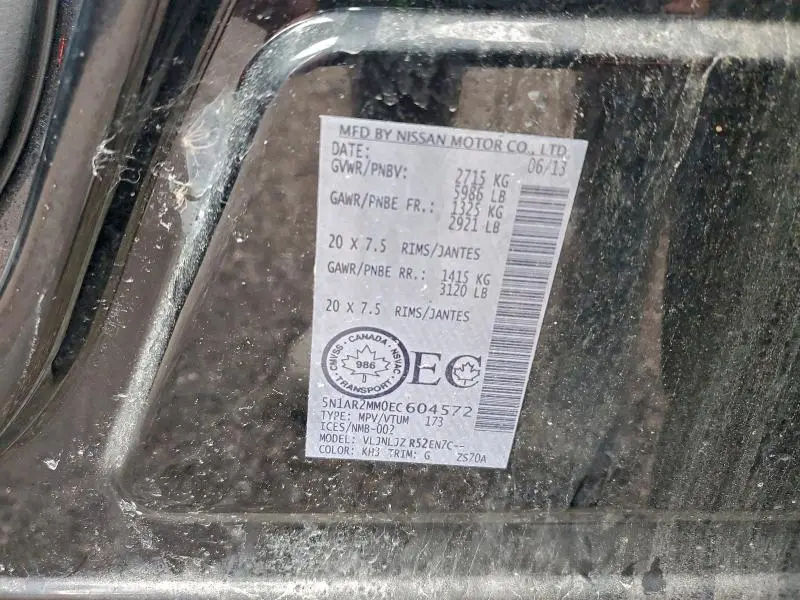 MFD BY NISSAN MOTOR CO., LTD
DATE: 06/13
GVWR/PNBV: 2715 KG
5986 LB
GAWR/PNBE FR.: 1325 KG
2921 LB
20 X 7.5 RIMS/JANTES
GAWR/PNBE RR.: 1415 KG
3120 LB
20 X 7.5 RIMS/JANTES
CANADA
CMVSS · NSVAC
986
TRANSPORT
EC
5N1AR2MM0EC604572
TYPE: MPV/VTUM 173
ICES/NMB-002
MODEL: VLJNLJZ R52EN7C--
COLOR: KH3 TRIM: G ZS70A